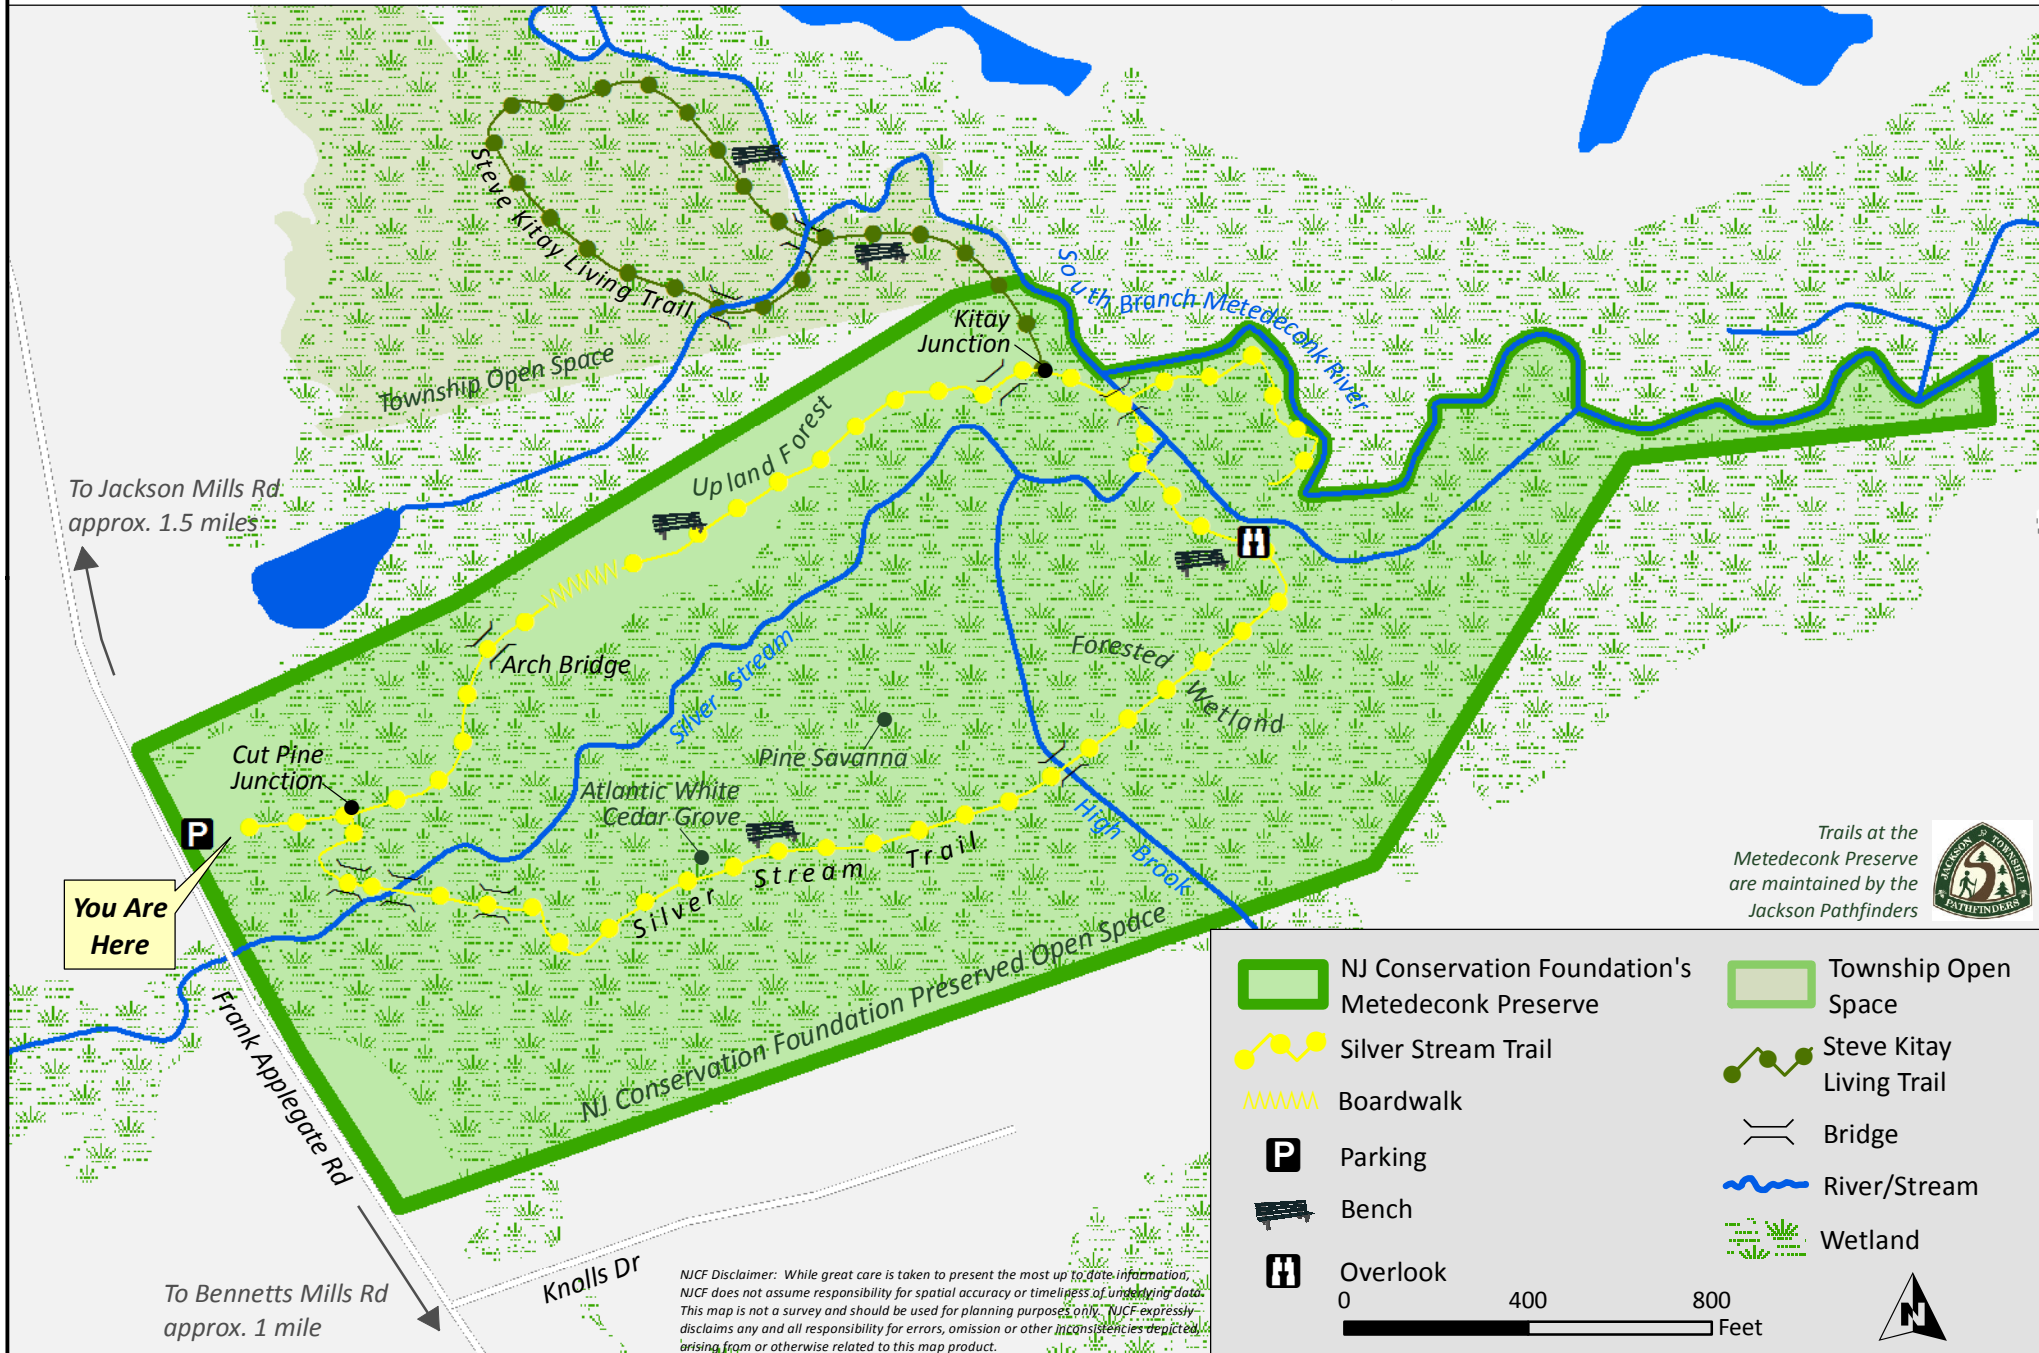 Steve Kitay Living Trail
South Branch Metedeconk River
Kitay
Junction
Township Open Space
Upland Forest
To Jackson Mills Rd
approx. 1.5 miles
Arch Bridge
Silver Stream
Forested
Wetland
Pine Savanna
Cut Pine
Junction
Atlantic White
Cedar Grove
P
High Brook
Silver Stream Trail
You Are
Here
Trails at the
Metedeconk Preserve
are maintained by the
Jackson Pathfinders
JACKSON TOWNSHIP
PATHFINDERS
NJ Conservation Foundation Preserved Open Space
Frank Applegate Rd
Knolls Dr
To Bennetts Mills Rd
approx. 1 mile
NJ Conservation Foundation's
Metedeconk Preserve
Silver Stream Trail
Boardwalk
P Parking
Bench
Overlook
Township Open
Space
Steve Kitay
Living Trail
Bridge
River/Stream
Wetland
0 400 800
Feet
N
NJCF Disclaimer: While great care is taken to present the most up to date information,
NJCF does not assume responsibility for spatial accuracy or timeliness of underlying data.
This map is not a survey and should be used for planning purposes only. NJCF expressly
disclaims any and all responsibility for errors, omission or other inconsistencies depicted,
arising from or otherwise related to this map product.